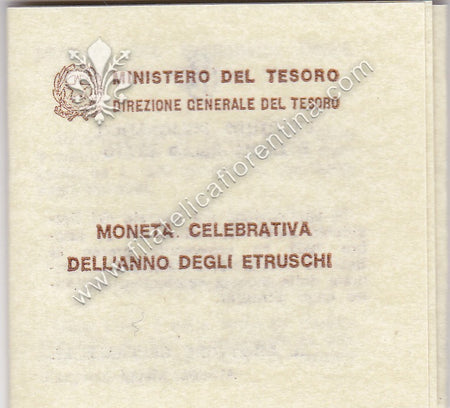 MINISTERO DEL TESORO
DIREZIONE GENERALE DEL TESORO
MONETA CELEBRATIVA
DELL'ANNO DEGLI ETRUSCHI
www.filatelicafiorentina.com